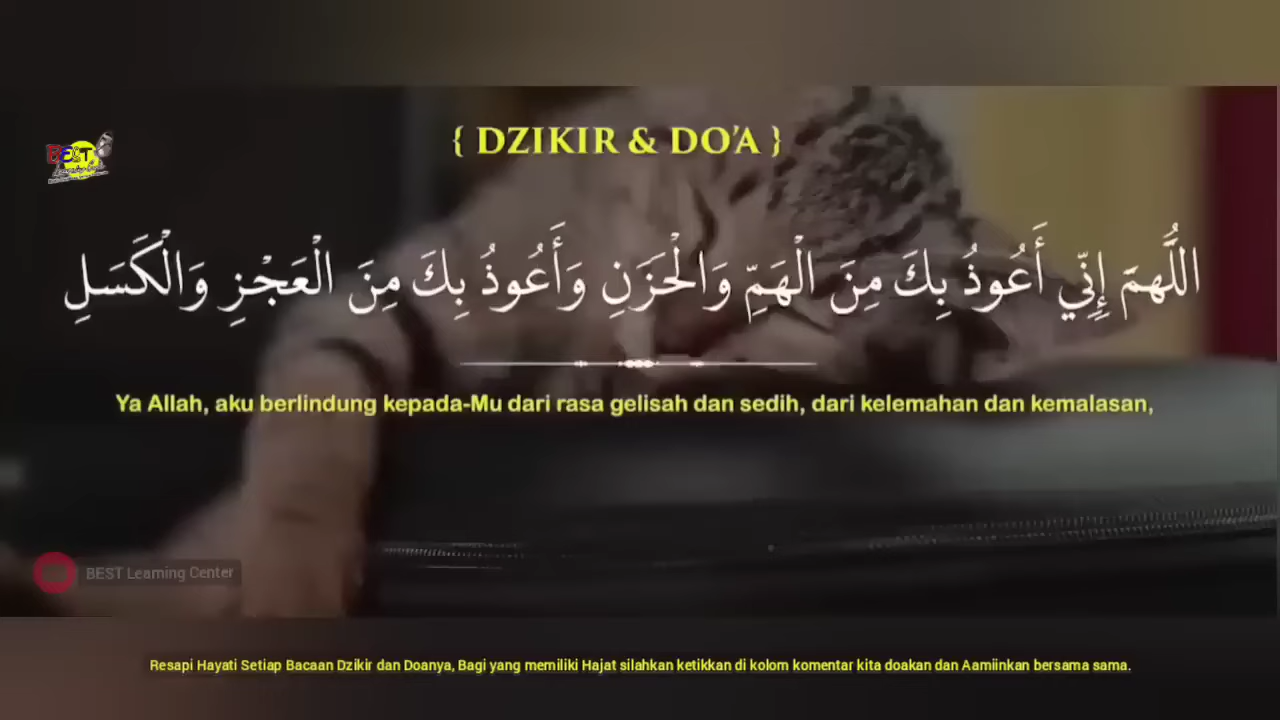 { DZIKIR & DO'A }
BEST
اللَّهُمَّ إِنِّي أَعُوذُ بِكَ مِنَ الْهَمِّ وَالْحَزَنِ وَأَعُوذُ بِكَ مِنَ الْعَجْزِ وَالْكَسَلِ
Ya Allah, aku berlindung kepada-Mu dari rasa gelisah dan sedih, dari kelemahan dan kemalasan,
BEST Learning Center
Resapi Hayati Setiap Bacaan Dzikir dan Doanya, Bagi yang memiliki Hajat silahkan ketikkan di kolom komentar kita doakan dan Aamiinkan bersama sama.